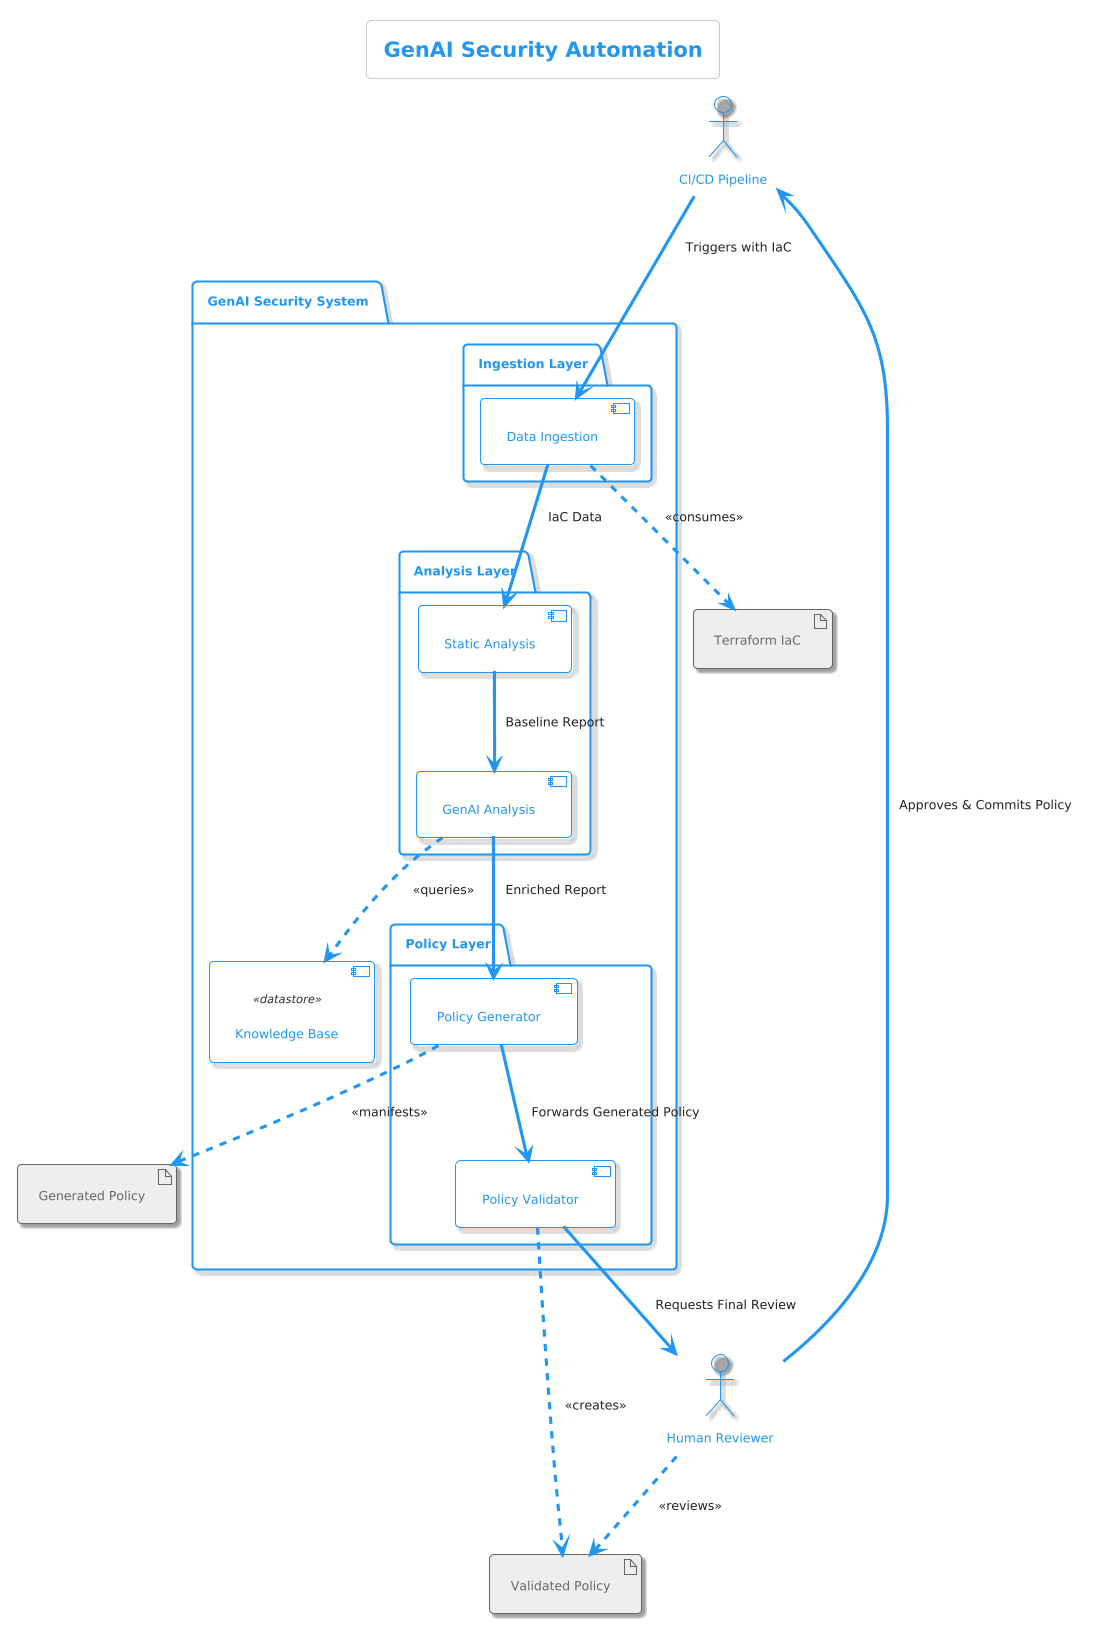 GenAI Security Automation
CI/CD Pipeline
Triggers with IaC
GenAI Security System
Ingestion Layer
Data Ingestion
IaC Data
«consumes»
Analysis Layer
Static Analysis
Terraform IaC
Baseline Report
GenAI Analysis
Approves & Commits Policy
«queries»
Enriched Report
Policy Layer
«datastore»
Knowledge Base
Policy Generator
«manifests»
Forwards Generated Policy
Generated Policy
Policy Validator
Requests Final Review
«creates»
Human Reviewer
«reviews»
Validated Policy